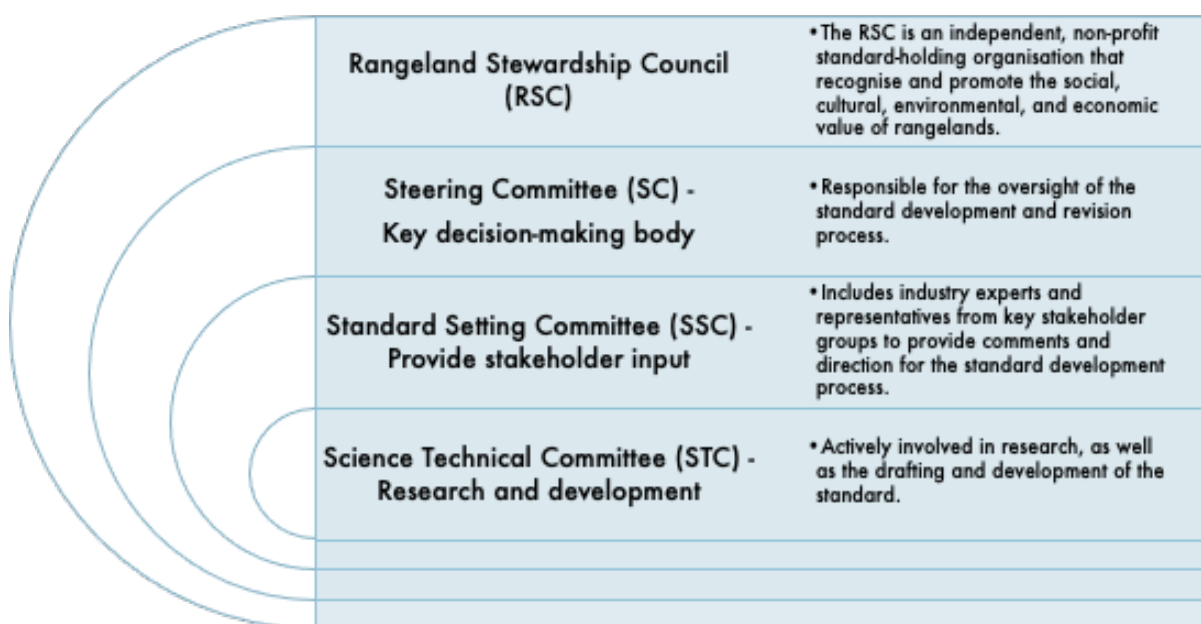 Rangeland Stewardship Council
(RSC)
• The RSC is an independent, non-profit
standard-holding organisation that
recognise and promote the social,
cultural, environmental, and economic
value of rangelands.
Steering Committee (SC) -
Key decision-making body
• Responsible for the oversight of the
standard development and revision
process.
Standard Setting Committee (SSC) -
Provide stakeholder input
• Includes industry experts and
representatives from key stakeholder
groups to provide comments and
direction for the standard development
process.
Science Technical Committee (STC) -
Research and development
• Actively involved in research, as well
as the drafting and development of the
standard.